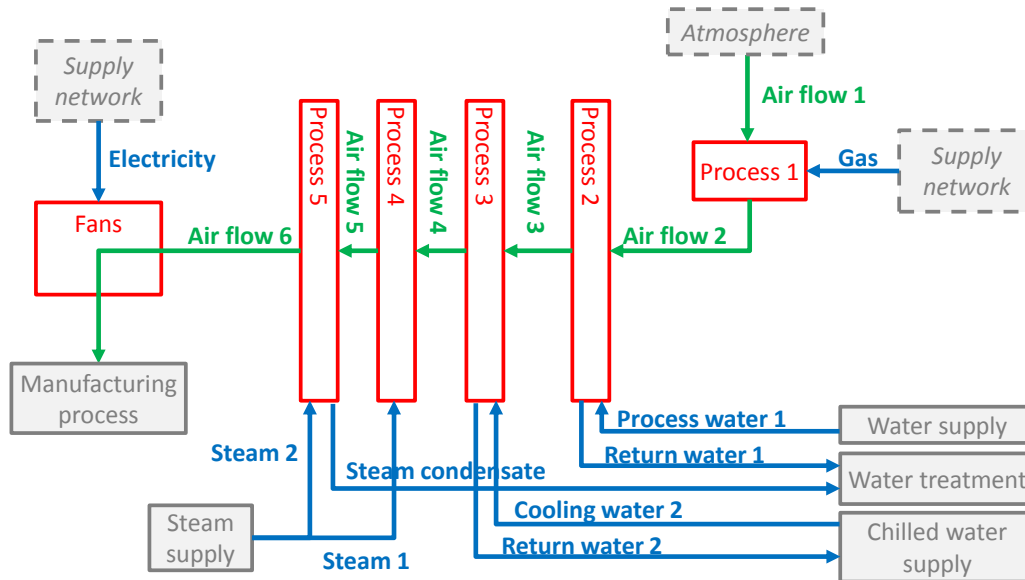 Atmosphere
Supply
network
Air flow 1
Electricity
Process 5
Air flow 5
Process 4
Air flow 4
Process 3
Air flow 3
Process 2
Process 1
Gas
Supply
network
Fans
Air flow 6
Air flow 2
Manufacturing
process
Process water 1
Water supply
Steam 2
Return water 1
Steam condensate
Water treatment
Cooling water 2
Steam
supply
Chilled water
supply
Steam 1
Return water 2